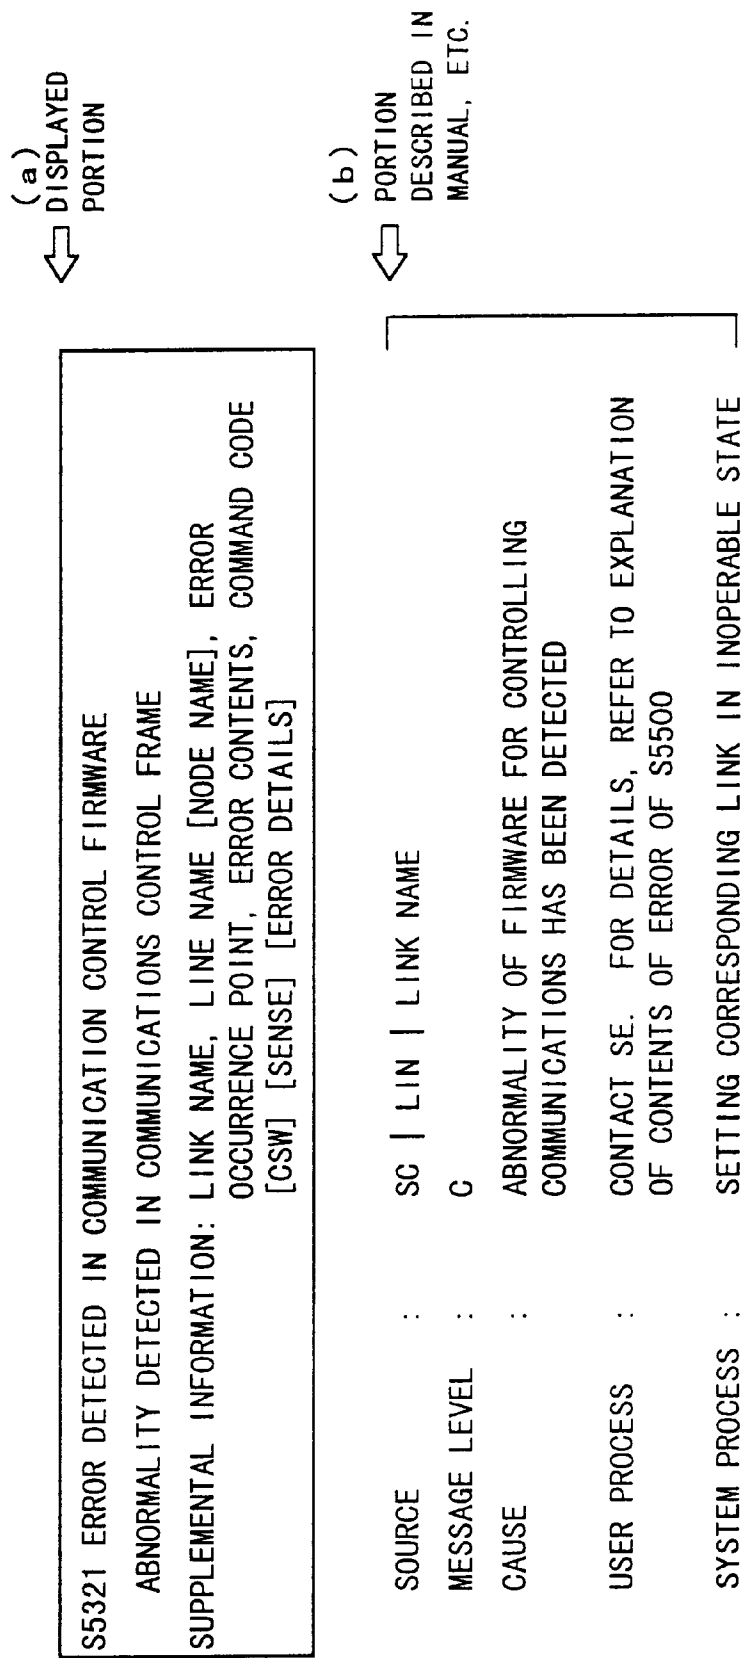 (a)
DISPLAYED
PORTION
S5321 ERROR DETECTED IN COMMUNICATION CONTROL FIRMWARE
ABNORMALITY DETECTED IN COMMUNICATIONS CONTROL FRAME
SUPPLEMENTAL INFORMATION: LINK NAME, LINE NAME [NODE NAME], ERROR
OCCURRENCE POINT, ERROR CONTENTS, COMMAND CODE
[CSW] [SENSE] [ERROR DETAILS]
(b)
PORTION
DESCRIBED IN
MANUAL, ETC.
SOURCE : SC | LIN | LINK NAME
MESSAGE LEVEL : C
CAUSE : ABNORMALITY OF FIRMWARE FOR CONTROLLING
COMMUNICATIONS HAS BEEN DETECTED
USER PROCESS : CONTACT SE. FOR DETAILS, REFER TO EXPLANATION
OF CONTENTS OF ERROR OF S5500
SYSTEM PROCESS : SETTING CORRESPONDING LINK IN INOPERABLE STATE